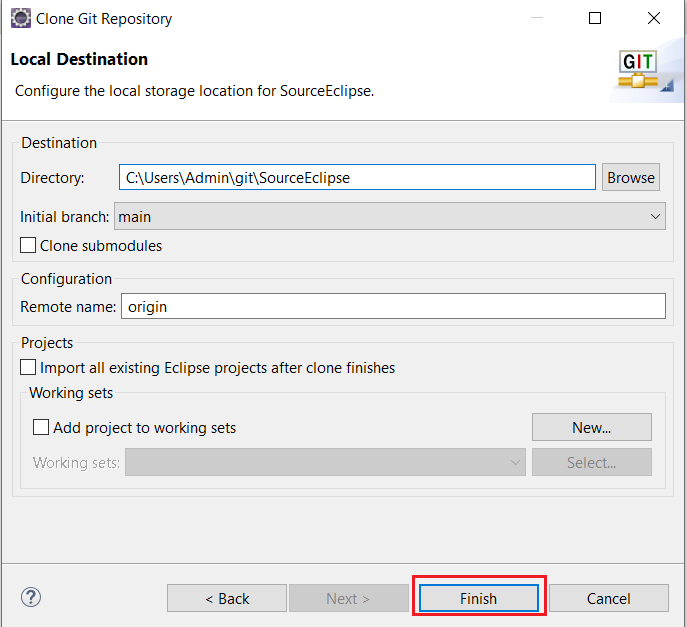 Clone Git Repository
Local Destination
GIT
Configure the local storage location for SourceEclipse.
Destination
Directory: C:\Users\Admin\git\SourceEclipse Browse
Initial branch: main
Clone submodules
Configuration
Remote name: origin
Projects
Import all existing Eclipse projects after clone finishes
Working sets
Add project to working sets New...
Working sets: Select...
? < Back Next > Finish Cancel